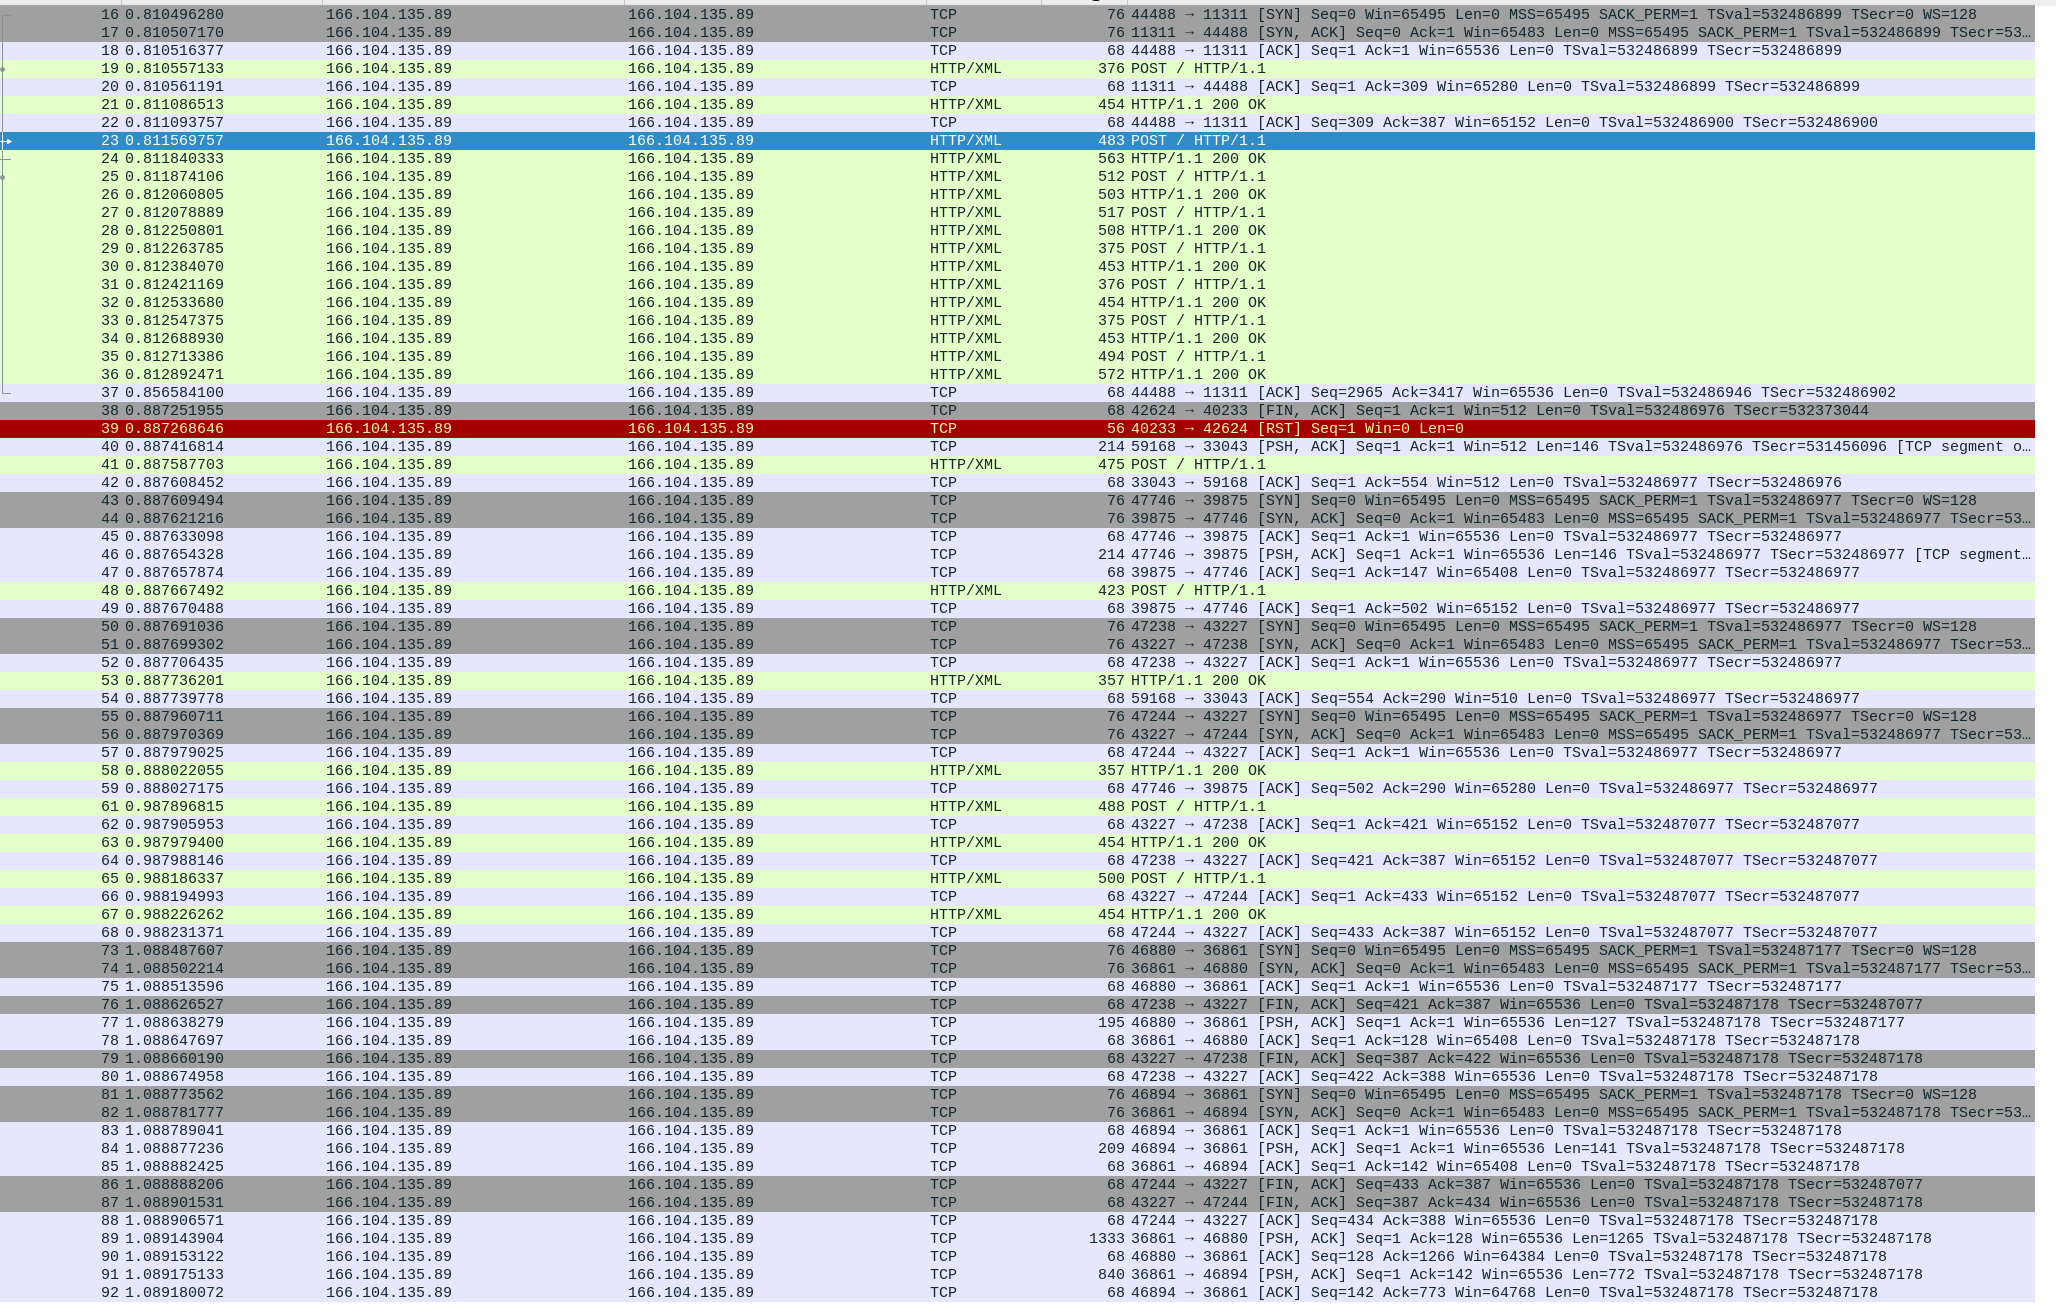 16 0.810496280 166.104.135.89 166.104.135.89 TCP 76 44488 → 11311 [SYN] Seq=0 Win=65495 Len=0 MSS=65495 SACK_PERM=1 TSval=532486899 TSecr=0 WS=128
17 0.810507170 166.104.135.89 166.104.135.89 TCP 76 11311 → 44488 [SYN, ACK] Seq=0 Ack=1 Win=65483 Len=0 MSS=65495 SACK_PERM=1 TSval=532486899 TSecr=53…
18 0.810516377 166.104.135.89 166.104.135.89 TCP 68 44488 → 11311 [ACK] Seq=1 Ack=1 Win=65536 Len=0 TSval=532486899 TSecr=532486899
19 0.810557133 166.104.135.89 166.104.135.89 HTTP/XML 376 POST / HTTP/1.1
20 0.810561191 166.104.135.89 166.104.135.89 TCP 68 11311 → 44488 [ACK] Seq=1 Ack=309 Win=65280 Len=0 TSval=532486899 TSecr=532486899
21 0.811086513 166.104.135.89 166.104.135.89 HTTP/XML 454 HTTP/1.1 200 OK
22 0.811093757 166.104.135.89 166.104.135.89 TCP 68 44488 → 11311 [ACK] Seq=309 Ack=387 Win=65152 Len=0 TSval=532486900 TSecr=532486900
23 0.811569757 166.104.135.89 166.104.135.89 HTTP/XML 483 POST / HTTP/1.1
24 0.811840333 166.104.135.89 166.104.135.89 HTTP/XML 563 HTTP/1.1 200 OK
25 0.811874106 166.104.135.89 166.104.135.89 HTTP/XML 512 POST / HTTP/1.1
26 0.812060805 166.104.135.89 166.104.135.89 HTTP/XML 503 HTTP/1.1 200 OK
27 0.812078889 166.104.135.89 166.104.135.89 HTTP/XML 517 POST / HTTP/1.1
28 0.812250801 166.104.135.89 166.104.135.89 HTTP/XML 508 HTTP/1.1 200 OK
29 0.812263785 166.104.135.89 166.104.135.89 HTTP/XML 375 POST / HTTP/1.1
30 0.812384070 166.104.135.89 166.104.135.89 HTTP/XML 453 HTTP/1.1 200 OK
31 0.812421169 166.104.135.89 166.104.135.89 HTTP/XML 376 POST / HTTP/1.1
32 0.812533680 166.104.135.89 166.104.135.89 HTTP/XML 454 HTTP/1.1 200 OK
33 0.812547375 166.104.135.89 166.104.135.89 HTTP/XML 375 POST / HTTP/1.1
34 0.812688930 166.104.135.89 166.104.135.89 HTTP/XML 453 HTTP/1.1 200 OK
35 0.812713386 166.104.135.89 166.104.135.89 HTTP/XML 494 POST / HTTP/1.1
36 0.812892471 166.104.135.89 166.104.135.89 HTTP/XML 572 HTTP/1.1 200 OK
37 0.856584100 166.104.135.89 166.104.135.89 TCP 68 44488 → 11311 [ACK] Seq=2965 Ack=3417 Win=65536 Len=0 TSval=532486946 TSecr=532486902
38 0.887251955 166.104.135.89 166.104.135.89 TCP 68 42624 → 40233 [FIN, ACK] Seq=1 Ack=1 Win=512 Len=0 TSval=532486976 TSecr=532373044
39 0.887268646 166.104.135.89 166.104.135.89 TCP 56 40233 → 42624 [RST] Seq=1 Win=0 Len=0
40 0.887416814 166.104.135.89 166.104.135.89 TCP 214 59168 → 33043 [PSH, ACK] Seq=1 Ack=1 Win=512 Len=146 TSval=532486976 TSecr=531456096 [TCP segment o…
41 0.887587703 166.104.135.89 166.104.135.89 HTTP/XML 475 POST / HTTP/1.1
42 0.887608452 166.104.135.89 166.104.135.89 TCP 68 33043 → 59168 [ACK] Seq=1 Ack=554 Win=512 Len=0 TSval=532486977 TSecr=532486976
43 0.887609494 166.104.135.89 166.104.135.89 TCP 76 47746 → 39875 [SYN] Seq=0 Win=65495 Len=0 MSS=65495 SACK_PERM=1 TSval=532486977 TSecr=0 WS=128
44 0.887621216 166.104.135.89 166.104.135.89 TCP 76 39875 → 47746 [SYN, ACK] Seq=0 Ack=1 Win=65483 Len=0 MSS=65495 SACK_PERM=1 TSval=532486977 TSecr=53…
45 0.887633098 166.104.135.89 166.104.135.89 TCP 68 47746 → 39875 [ACK] Seq=1 Ack=1 Win=65536 Len=0 TSval=532486977 TSecr=532486977
46 0.887654328 166.104.135.89 166.104.135.89 TCP 214 47746 → 39875 [PSH, ACK] Seq=1 Ack=1 Win=65536 Len=146 TSval=532486977 TSecr=532486977 [TCP segment…
47 0.887657874 166.104.135.89 166.104.135.89 TCP 68 39875 → 47746 [ACK] Seq=1 Ack=147 Win=65408 Len=0 TSval=532486977 TSecr=532486977
48 0.887667492 166.104.135.89 166.104.135.89 HTTP/XML 423 POST / HTTP/1.1
49 0.887670488 166.104.135.89 166.104.135.89 TCP 68 39875 → 47746 [ACK] Seq=1 Ack=502 Win=65152 Len=0 TSval=532486977 TSecr=532486977
50 0.887691036 166.104.135.89 166.104.135.89 TCP 76 47238 → 43227 [SYN] Seq=0 Win=65495 Len=0 MSS=65495 SACK_PERM=1 TSval=532486977 TSecr=0 WS=128
51 0.887699302 166.104.135.89 166.104.135.89 TCP 76 43227 → 47238 [SYN, ACK] Seq=0 Ack=1 Win=65483 Len=0 MSS=65495 SACK_PERM=1 TSval=532486977 TSecr=53…
52 0.887706435 166.104.135.89 166.104.135.89 TCP 68 47238 → 43227 [ACK] Seq=1 Ack=1 Win=65536 Len=0 TSval=532486977 TSecr=532486977
53 0.887736201 166.104.135.89 166.104.135.89 HTTP/XML 357 HTTP/1.1 200 OK
54 0.887739778 166.104.135.89 166.104.135.89 TCP 68 59168 → 33043 [ACK] Seq=554 Ack=290 Win=510 Len=0 TSval=532486977 TSecr=532486977
55 0.887960711 166.104.135.89 166.104.135.89 TCP 76 47244 → 43227 [SYN] Seq=0 Win=65495 Len=0 MSS=65495 SACK_PERM=1 TSval=532486977 TSecr=0 WS=128
56 0.887970369 166.104.135.89 166.104.135.89 TCP 76 43227 → 47244 [SYN, ACK] Seq=0 Ack=1 Win=65483 Len=0 MSS=65495 SACK_PERM=1 TSval=532486977 TSecr=53…
57 0.887979025 166.104.135.89 166.104.135.89 TCP 68 47244 → 43227 [ACK] Seq=1 Ack=1 Win=65536 Len=0 TSval=532486977 TSecr=532486977
58 0.888022055 166.104.135.89 166.104.135.89 HTTP/XML 357 HTTP/1.1 200 OK
59 0.888027175 166.104.135.89 166.104.135.89 TCP 68 47746 → 39875 [ACK] Seq=502 Ack=290 Win=65280 Len=0 TSval=532486977 TSecr=532486977
61 0.987896815 166.104.135.89 166.104.135.89 HTTP/XML 488 POST / HTTP/1.1
62 0.987905953 166.104.135.89 166.104.135.89 TCP 68 43227 → 47238 [ACK] Seq=1 Ack=421 Win=65152 Len=0 TSval=532487077 TSecr=532487077
63 0.987979400 166.104.135.89 166.104.135.89 HTTP/XML 454 HTTP/1.1 200 OK
64 0.987988146 166.104.135.89 166.104.135.89 TCP 68 47238 → 43227 [ACK] Seq=421 Ack=387 Win=65152 Len=0 TSval=532487077 TSecr=532487077
65 0.988186337 166.104.135.89 166.104.135.89 HTTP/XML 500 POST / HTTP/1.1
66 0.988194993 166.104.135.89 166.104.135.89 TCP 68 43227 → 47244 [ACK] Seq=1 Ack=433 Win=65152 Len=0 TSval=532487077 TSecr=532487077
67 0.988226262 166.104.135.89 166.104.135.89 HTTP/XML 454 HTTP/1.1 200 OK
68 0.988231371 166.104.135.89 166.104.135.89 TCP 68 47244 → 43227 [ACK] Seq=433 Ack=387 Win=65152 Len=0 TSval=532487077 TSecr=532487077
73 1.088487607 166.104.135.89 166.104.135.89 TCP 76 46880 → 36861 [SYN] Seq=0 Win=65495 Len=0 MSS=65495 SACK_PERM=1 TSval=532487177 TSecr=0 WS=128
74 1.088502214 166.104.135.89 166.104.135.89 TCP 76 36861 → 46880 [SYN, ACK] Seq=0 Ack=1 Win=65483 Len=0 MSS=65495 SACK_PERM=1 TSval=532487177 TSecr=53…
75 1.088513596 166.104.135.89 166.104.135.89 TCP 68 46880 → 36861 [ACK] Seq=1 Ack=1 Win=65536 Len=0 TSval=532487177 TSecr=532487177
76 1.088626527 166.104.135.89 166.104.135.89 TCP 68 47238 → 43227 [FIN, ACK] Seq=421 Ack=387 Win=65536 Len=0 TSval=532487178 TSecr=532487077
77 1.088638279 166.104.135.89 166.104.135.89 TCP 195 46880 → 36861 [PSH, ACK] Seq=1 Ack=1 Win=65536 Len=127 TSval=532487178 TSecr=532487177
78 1.088647697 166.104.135.89 166.104.135.89 TCP 68 36861 → 46880 [ACK] Seq=1 Ack=128 Win=65408 Len=0 TSval=532487178 TSecr=532487178
79 1.088660190 166.104.135.89 166.104.135.89 TCP 68 43227 → 47238 [FIN, ACK] Seq=387 Ack=422 Win=65536 Len=0 TSval=532487178 TSecr=532487178
80 1.088674958 166.104.135.89 166.104.135.89 TCP 68 47238 → 43227 [ACK] Seq=422 Ack=388 Win=65536 Len=0 TSval=532487178 TSecr=532487178
81 1.088773562 166.104.135.89 166.104.135.89 TCP 76 46894 → 36861 [SYN] Seq=0 Win=65495 Len=0 MSS=65495 SACK_PERM=1 TSval=532487178 TSecr=0 WS=128
82 1.088781777 166.104.135.89 166.104.135.89 TCP 76 36861 → 46894 [SYN, ACK] Seq=0 Ack=1 Win=65483 Len=0 MSS=65495 SACK_PERM=1 TSval=532487178 TSecr=53…
83 1.088789041 166.104.135.89 166.104.135.89 TCP 68 46894 → 36861 [ACK] Seq=1 Ack=1 Win=65536 Len=0 TSval=532487178 TSecr=532487178
84 1.088877236 166.104.135.89 166.104.135.89 TCP 209 46894 → 36861 [PSH, ACK] Seq=1 Ack=1 Win=65536 Len=141 TSval=532487178 TSecr=532487178
85 1.088882425 166.104.135.89 166.104.135.89 TCP 68 36861 → 46894 [ACK] Seq=1 Ack=142 Win=65408 Len=0 TSval=532487178 TSecr=532487178
86 1.088888206 166.104.135.89 166.104.135.89 TCP 68 47244 → 43227 [FIN, ACK] Seq=433 Ack=387 Win=65536 Len=0 TSval=532487178 TSecr=532487077
87 1.088901531 166.104.135.89 166.104.135.89 TCP 68 43227 → 47244 [FIN, ACK] Seq=387 Ack=434 Win=65536 Len=0 TSval=532487178 TSecr=532487178
88 1.088906571 166.104.135.89 166.104.135.89 TCP 68 47244 → 43227 [ACK] Seq=434 Ack=388 Win=65536 Len=0 TSval=532487178 TSecr=532487178
89 1.089143904 166.104.135.89 166.104.135.89 TCP 1333 36861 → 46880 [PSH, ACK] Seq=1 Ack=128 Win=65536 Len=1265 TSval=532487178 TSecr=532487178
90 1.089153122 166.104.135.89 166.104.135.89 TCP 68 46880 → 36861 [ACK] Seq=128 Ack=1266 Win=64384 Len=0 TSval=532487178 TSecr=532487178
91 1.089175133 166.104.135.89 166.104.135.89 TCP 840 36861 → 46894 [PSH, ACK] Seq=1 Ack=142 Win=65536 Len=772 TSval=532487178 TSecr=532487178
92 1.089180072 166.104.135.89 166.104.135.89 TCP 68 46894 → 36861 [ACK] Seq=142 Ack=773 Win=64768 Len=0 TSval=532487178 TSecr=532487178